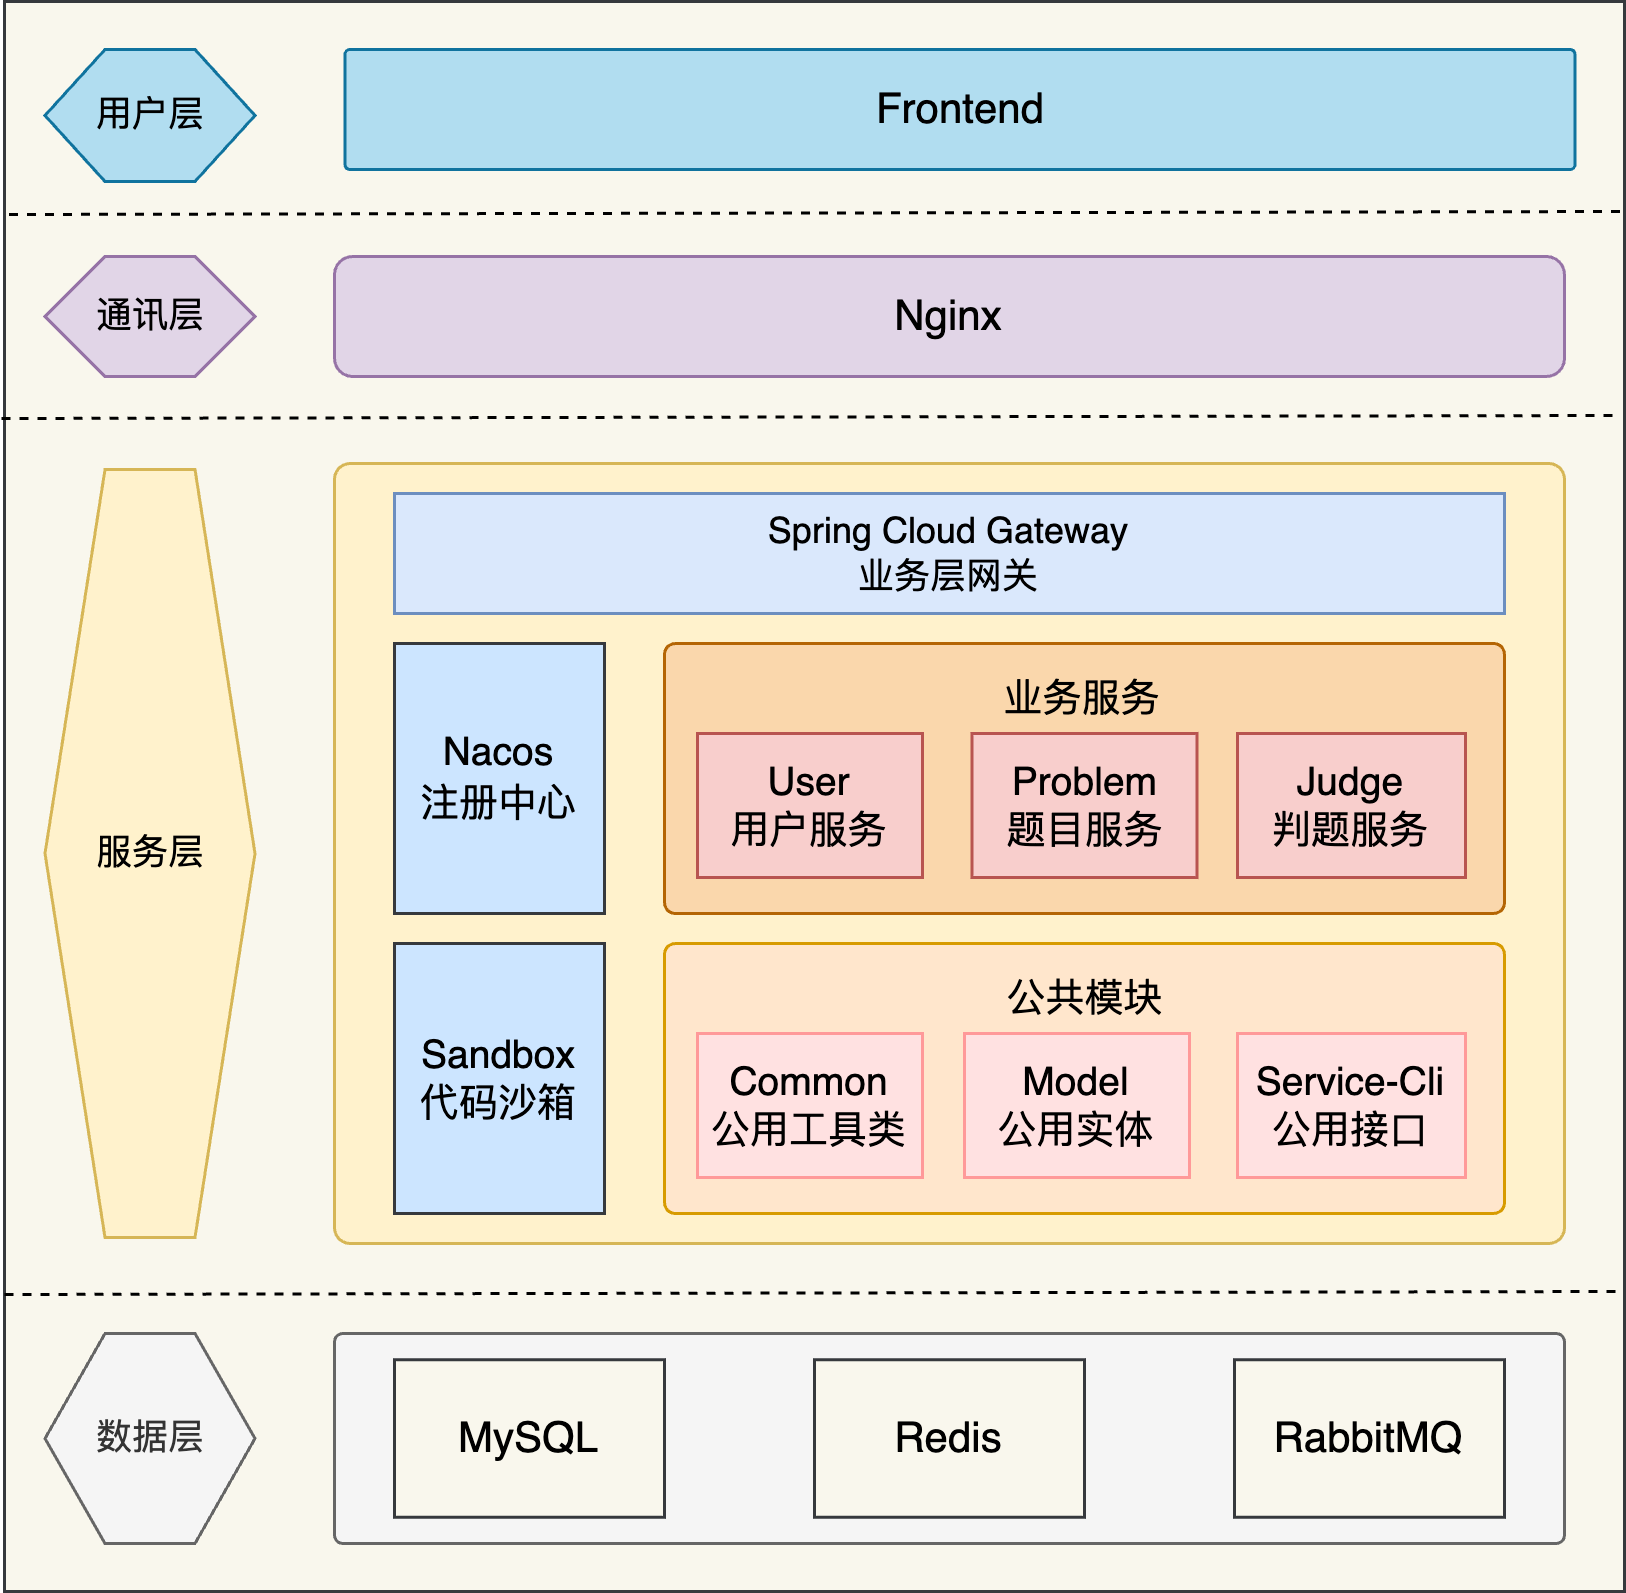 用户层
Frontend
通讯层
Nginx
服务层
Spring Cloud Gateway
业务层网关
Nacos
注册中心
业务服务
User
用户服务
Problem
题目服务
Judge
判题服务
Sandbox
代码沙箱
公共模块
Common
公用工具类
Model
公用实体
Service-Cli
公用接口
数据层
MySQL
Redis
RabbitMQ